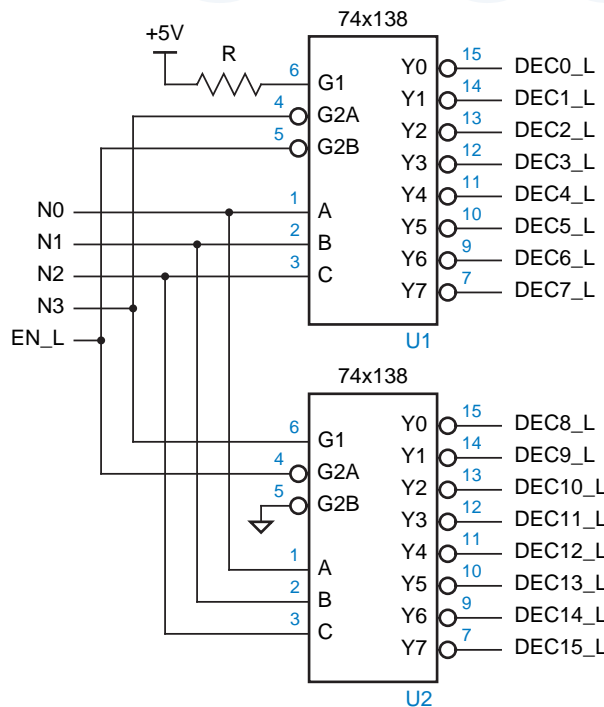 74x138
+5V
R
6 G1
4 G2A
5 G2B
1 A
2 B
3 C
Y0 15 DEC0_L
Y1 14 DEC1_L
Y2 13 DEC2_L
Y3 12 DEC3_L
Y4 11 DEC4_L
Y5 10 DEC5_L
Y6 9 DEC6_L
Y7 7 DEC7_L
N0
N1
N2
N3
EN_L
U1
74x138
6 G1
4 G2A
5 G2B
1 A
2 B
3 C
Y0 15 DEC8_L
Y1 14 DEC9_L
Y2 13 DEC10_L
Y3 12 DEC11_L
Y4 11 DEC12_L
Y5 10 DEC13_L
Y6 9 DEC14_L
Y7 7 DEC15_L
U2